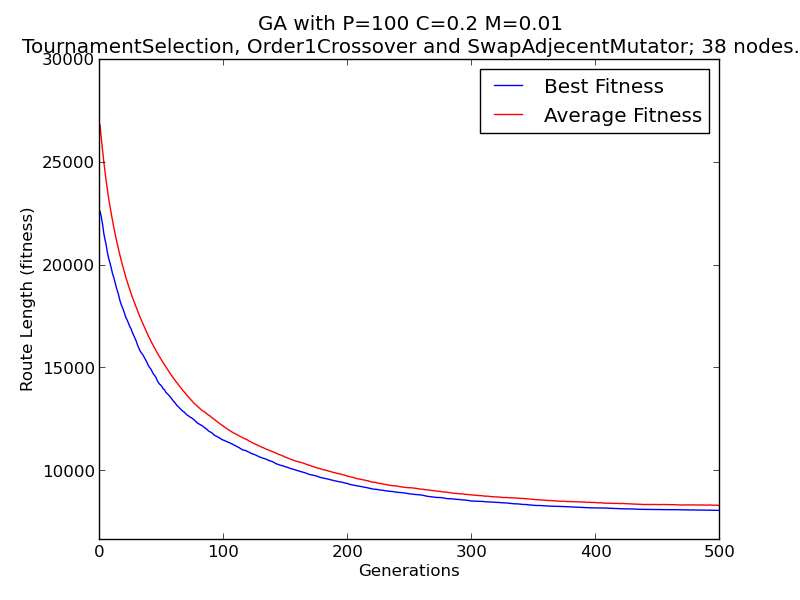 GA with P=100 C=0.2 M=0.01
TournamentSelection, Order1Crossover and SwapAdjecentMutator; 38 nodes.
30000
25000
20000
15000
10000
Route Length (fitness)
Best Fitness
Average Fitness
0
100
200
300
400
500
Generations